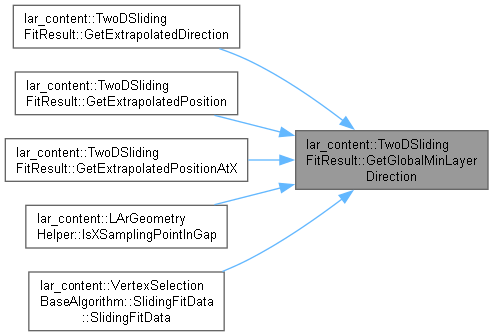 lar_content::TwoDSliding
FitResult::GetExtrapolatedDirection
lar_content::TwoDSliding
FitResult::GetExtrapolatedPosition
lar_content::TwoDSliding
FitResult::GetExtrapolatedPositionAtX
lar_content::LArGeometry
Helper::IsXSamplingPointInGap
lar_content::VertexSelection
BaseAlgorithm::SlidingFitData
::SlidingFitData
lar_content::TwoDSliding
FitResult::GetGlobalMinLayer
Direction